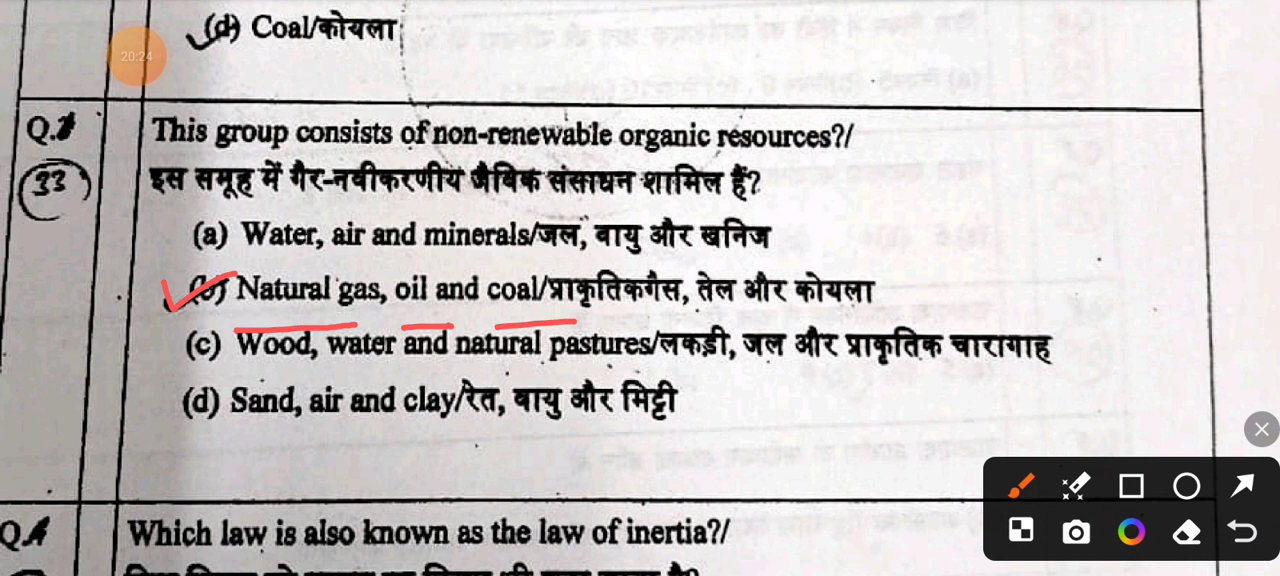 (d) Coal/कोयला
20:24
Q.
This group consists of non-renewable organic resources?/
33
इस समूह में गैर-नवीकरणीय जैविक संसाधन शामिल हैं?
(a) Water, air and minerals/जल, वायु और खनिज
(b) Natural gas, oil and coal/प्राकृतिकगैस, तेल और कोयला
(c) Wood, water and natural pastures/लकड़ी, जल और प्राकृतिक चारागाह
(d) Sand, air and clay/रेत, वायु और मिट्टी
Q.
Which law is also known as the law of inertia?/